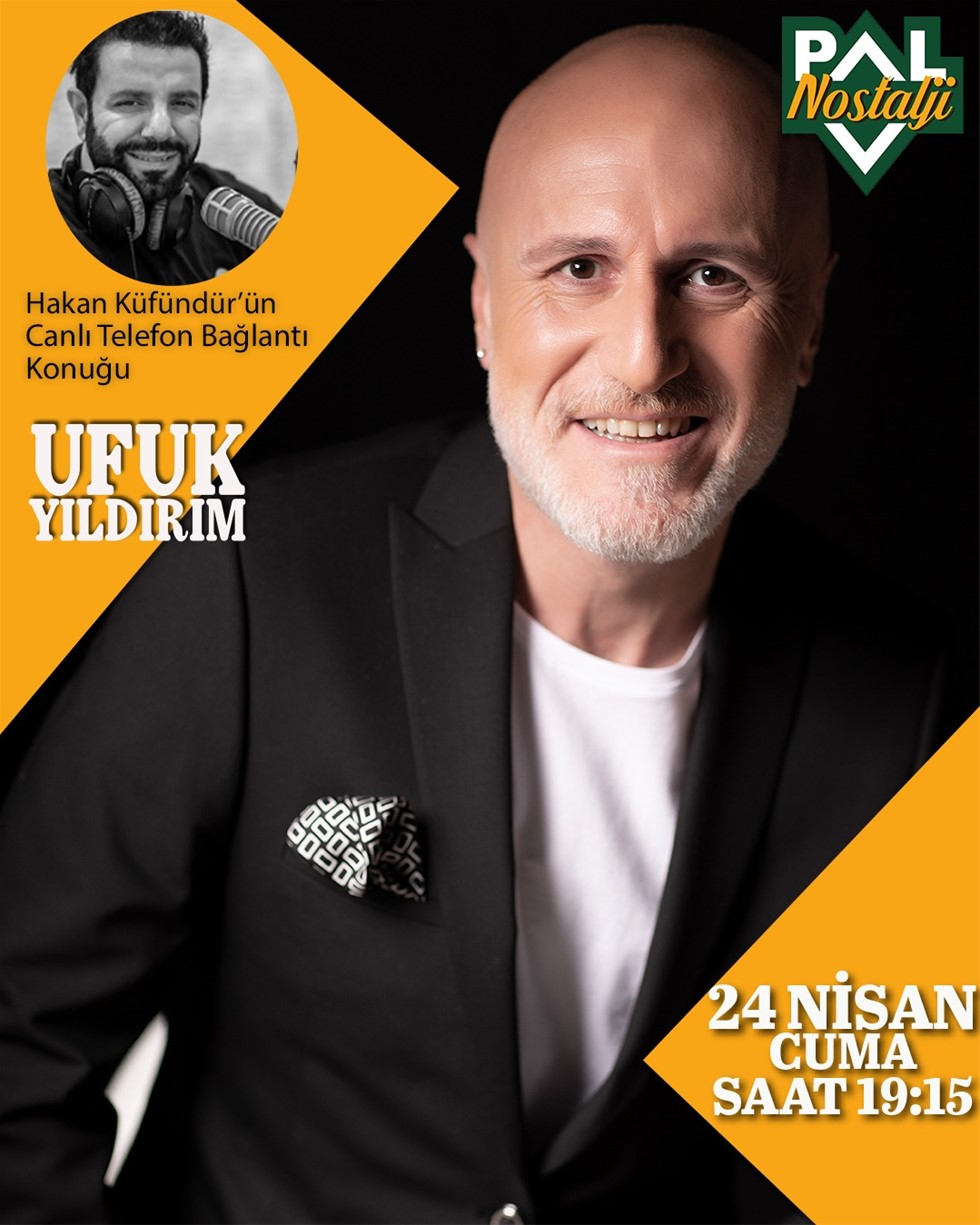 PAL
Nostalji
Hakan Küfündür’ün
Canlı Telefon Bağlantı
Konuğu
UFUK
YILDIRIM
24 NİSAN
CUMA
SAAT 19:15